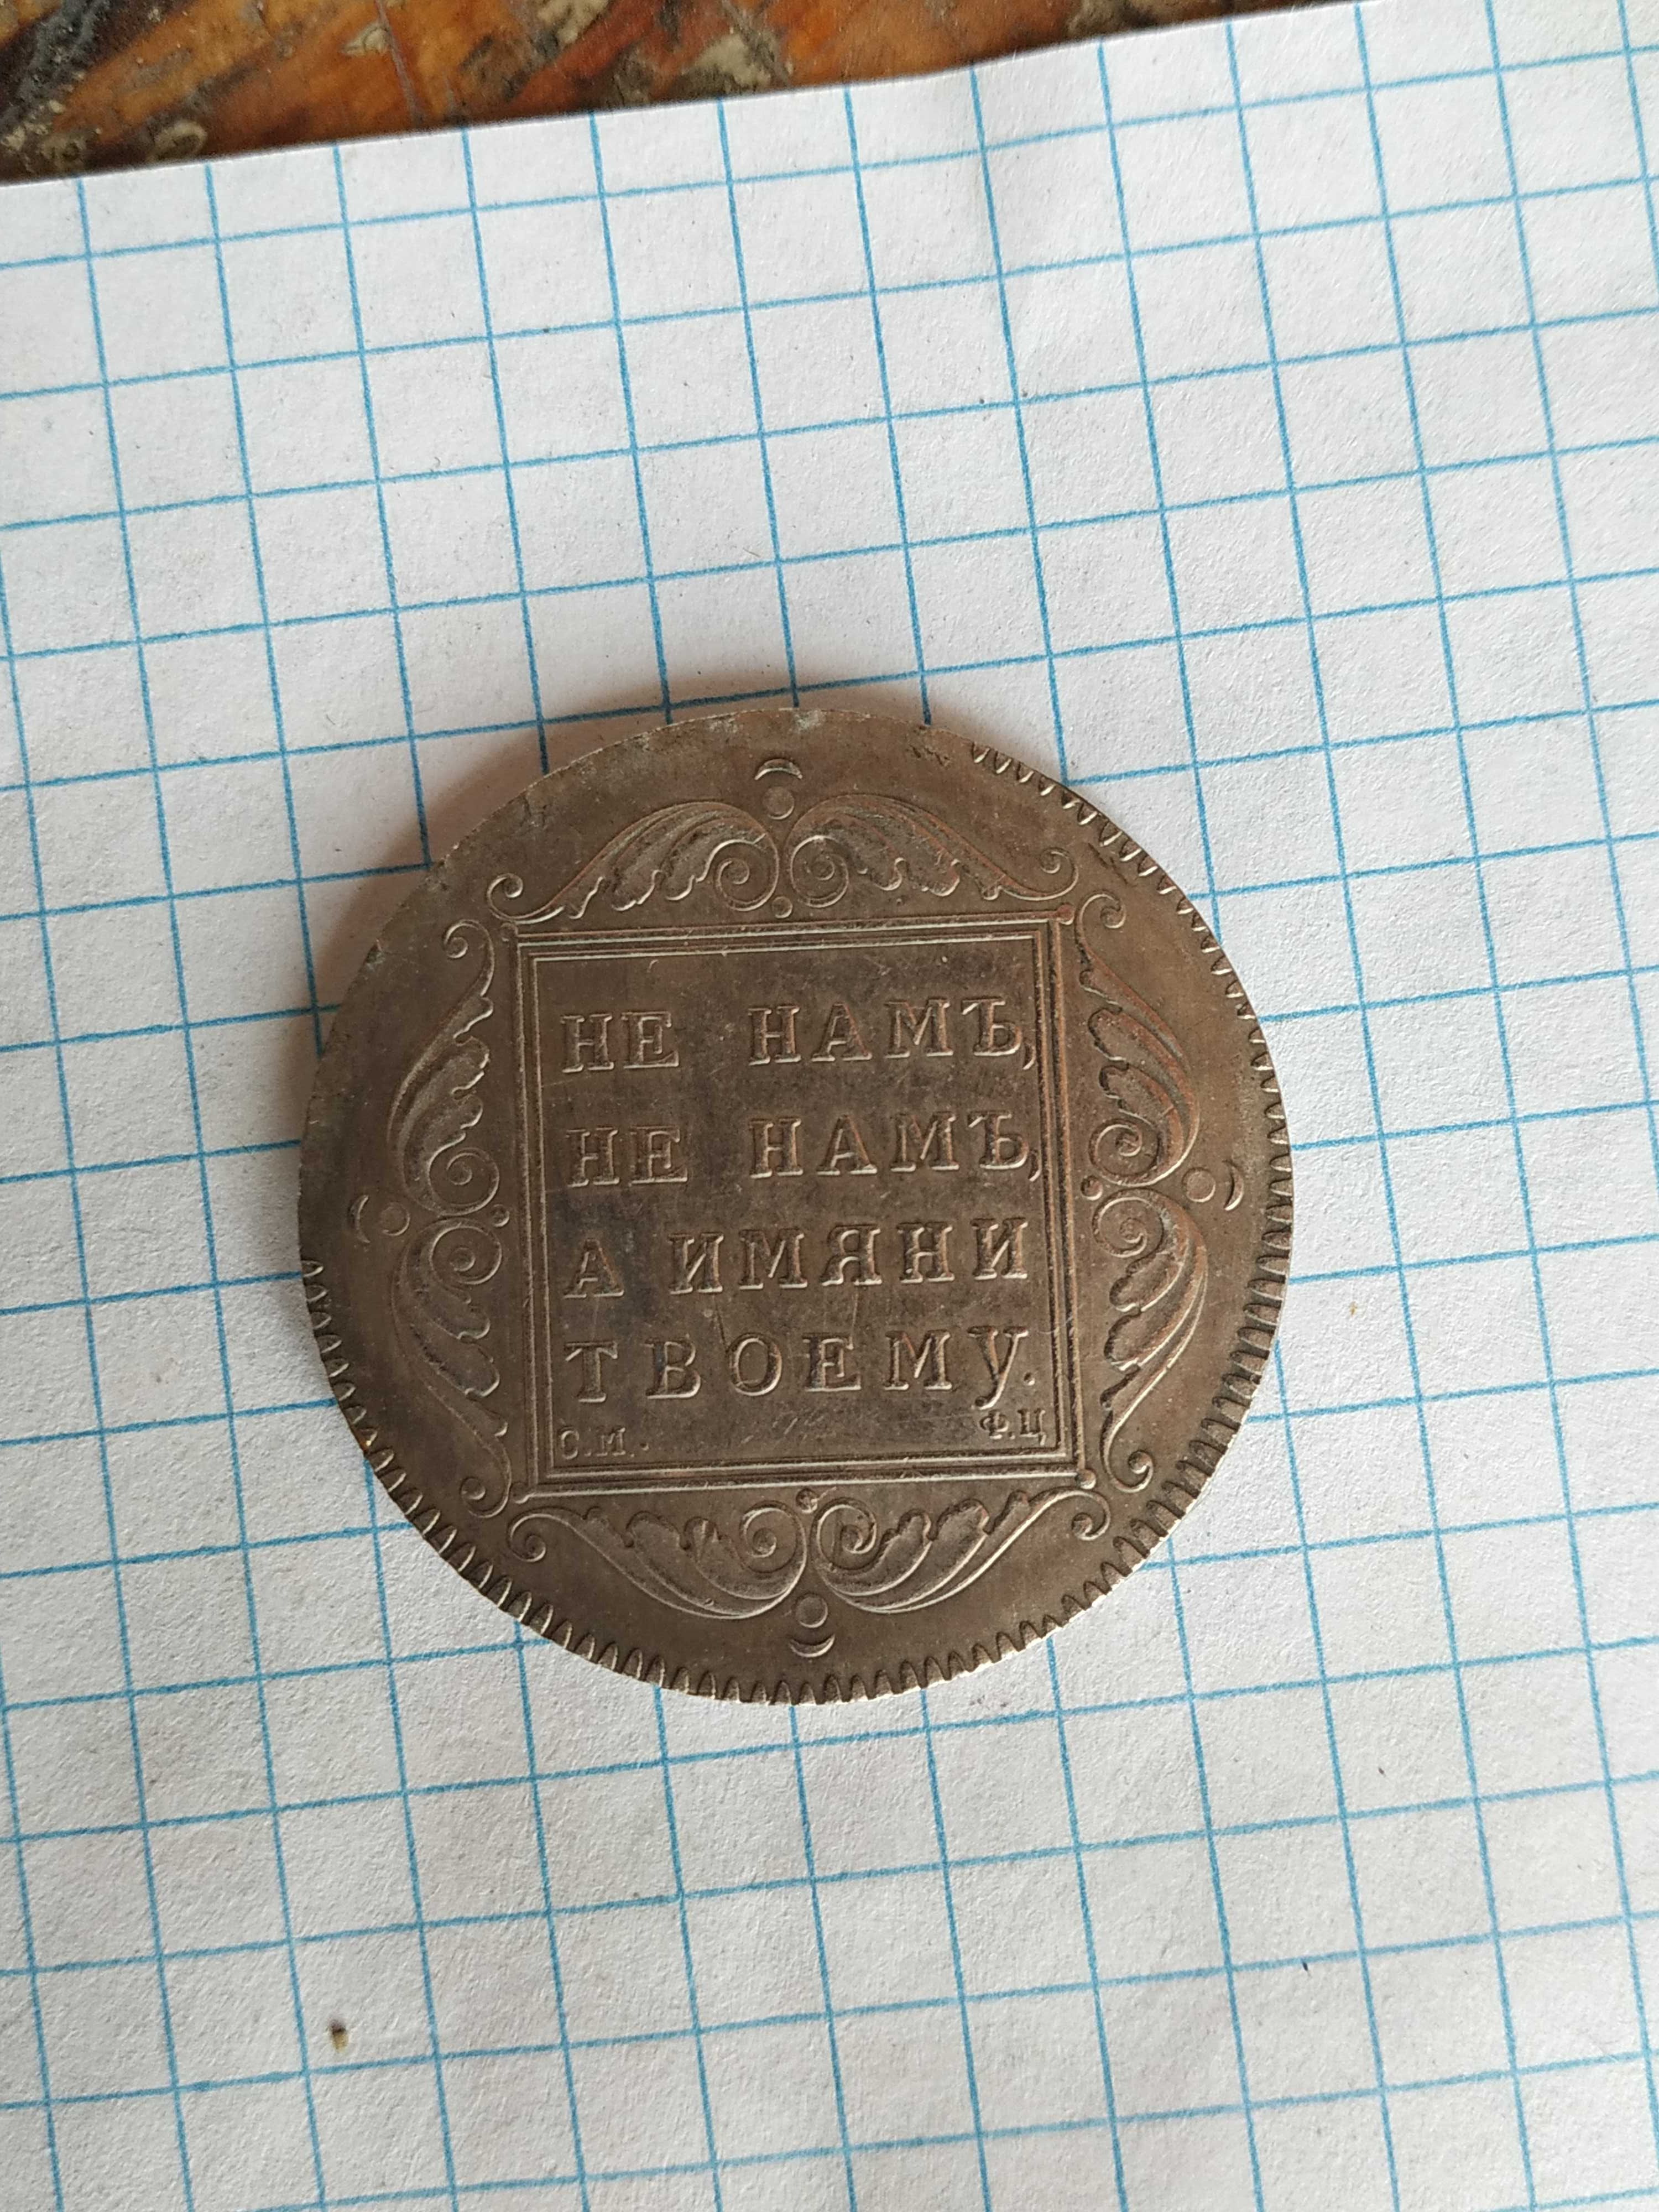 НЕ НАМЪ,
НЕ НАМЪ,
А ИМЯНИ
ТВОЕМУ.
С.М. Ф.Ц